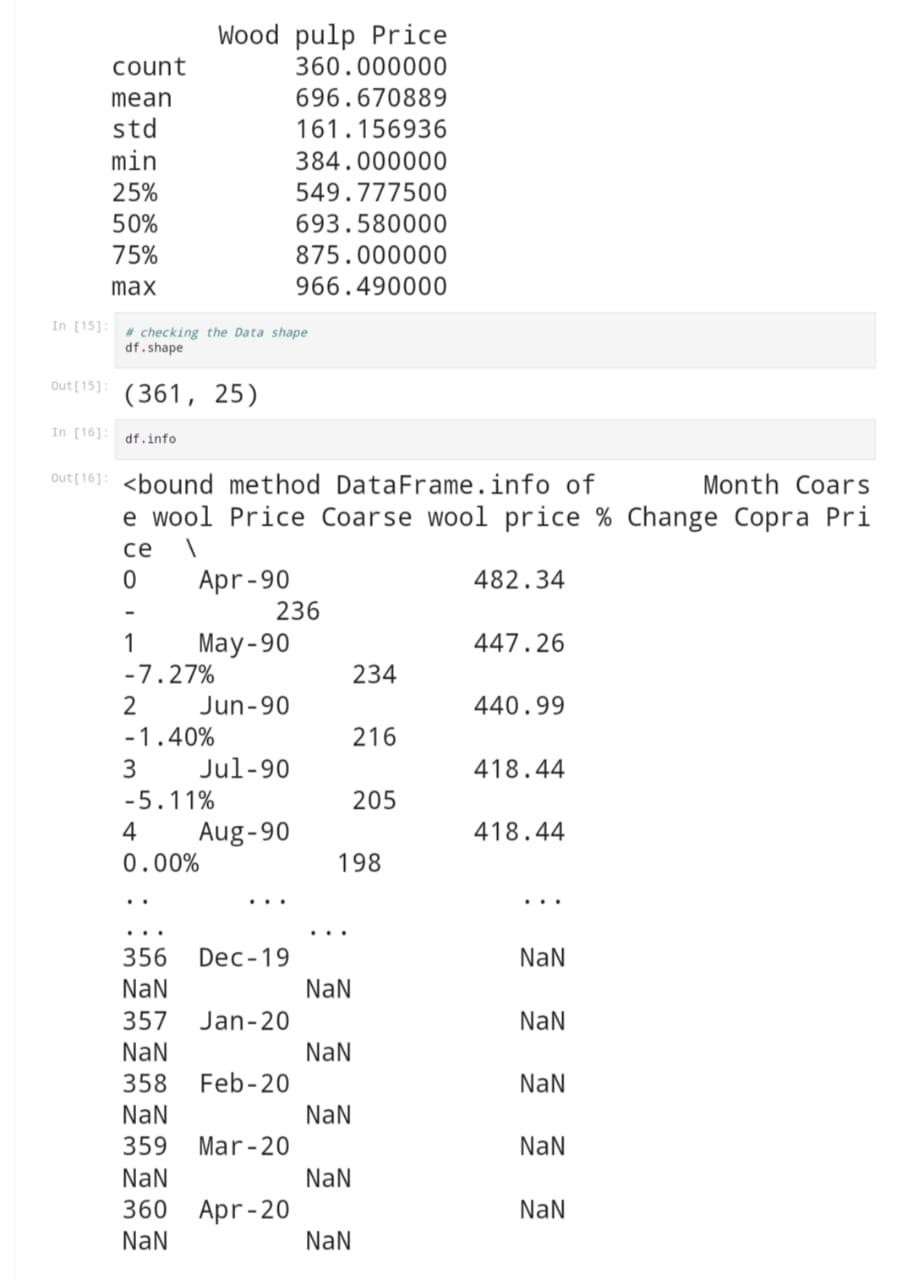 Wood pulp Price
count 360.000000
mean 696.670889
std 161.156936
min 384.000000
25% 549.777500
50% 693.580000
75% 875.000000
max 966.490000
In [15]: # checking the Data shape
df.shape
Out[15]: (361, 25)
In [16]: df.info
Out[16]: <bound method DataFrame.info of Month Coars
e wool Price Coarse wool price % Change Copra Pri
ce \
0 Apr-90 482.34
- 236
1 May-90 447.26
-7.27% 234
2 Jun-90 440.99
-1.40% 216
3 Jul-90 418.44
-5.11% 205
4 Aug-90 418.44
0.00% 198
.. ... ...
... ...
356 Dec-19 NaN
NaN NaN
357 Jan-20 NaN
NaN NaN
358 Feb-20 NaN
NaN NaN
359 Mar-20 NaN
NaN NaN
360 Apr-20 NaN
NaN NaN